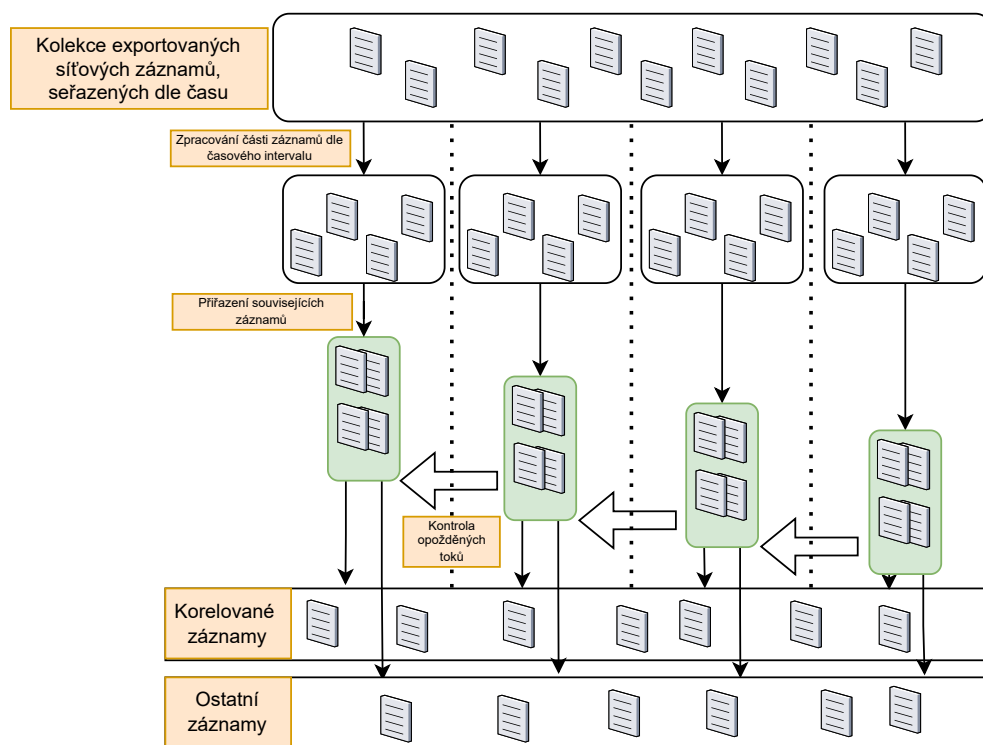 Kolekce exportovaných
síťových záznamů,
seřazených dle času
Zpracování části záznamů dle
časového intervalu
Přiřazení souvisejících
záznamů
Kontrola
opožděných
toků
Korelované
záznamy
Ostatní
záznamy